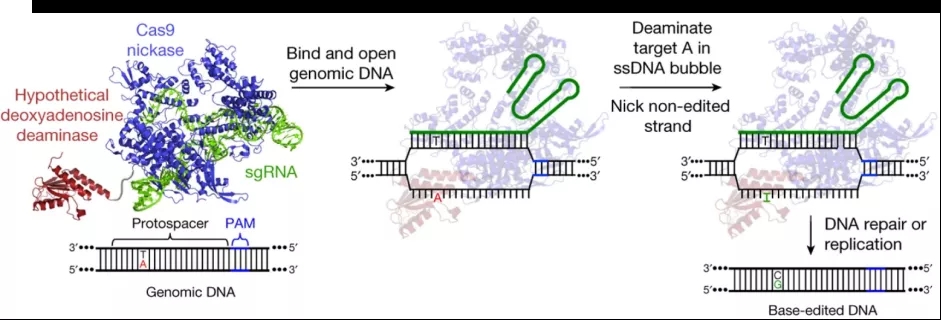 Cas9
nickase
Hypothetical
deoxyadenosine
deaminase
sgRNA
Protospacer PAM
3' 5'
T
A
5' 3'
Genomic DNA
Bind and open
genomic DNA
T
3' 5'
5' 3'
A
Deaminate
target A in
ssDNA bubble
Nick non-edited
strand
T
3' 5'
5' 3'
I
DNA repair or
replication
3' 5'
C
G
5' 3'
Base-edited DNA